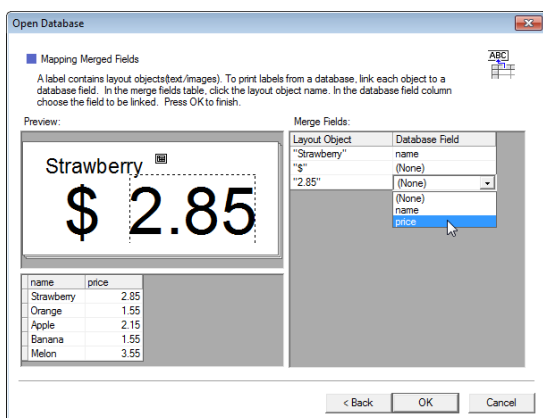 Open Database
Mapping Merged Fields
ABC
A label contains layout objects(text/images). To print labels from a database, link each object to a
database field. In the merge fields table, click the layout object name. In the database field column
choose the field to be linked. Press OK to finish.
Preview:
Strawberry
$ 2.85
name price
Strawberry 2.85
Orange 1.55
Apple 2.15
Banana 1.55
Melon 3.55
Merge Fields:
Layout Object Database Field
"Strawberry" name
"$" (None)
"2.85" (None)
(None)
name
price
< Back OK Cancel